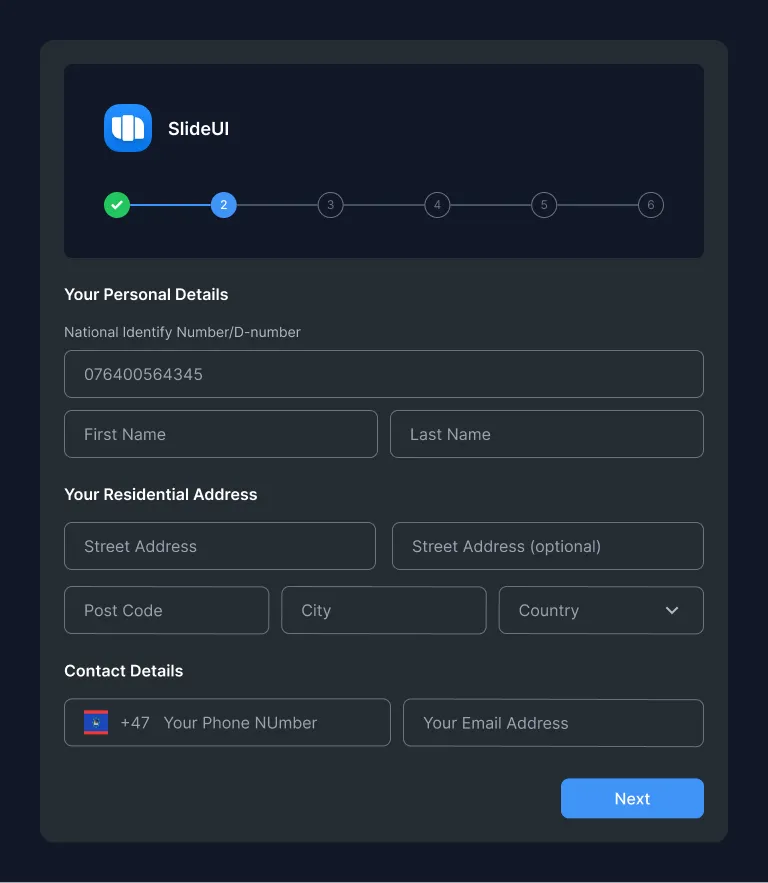 SlideUI
2 3 4 5 6
Your Personal Details
National Identify Number/D-number
076400564345
First Name Last Name
Your Residential Address
Street Address Street Address (optional)
Post Code City Country
Contact Details
+47 Your Phone NUmber Your Email Address
Next